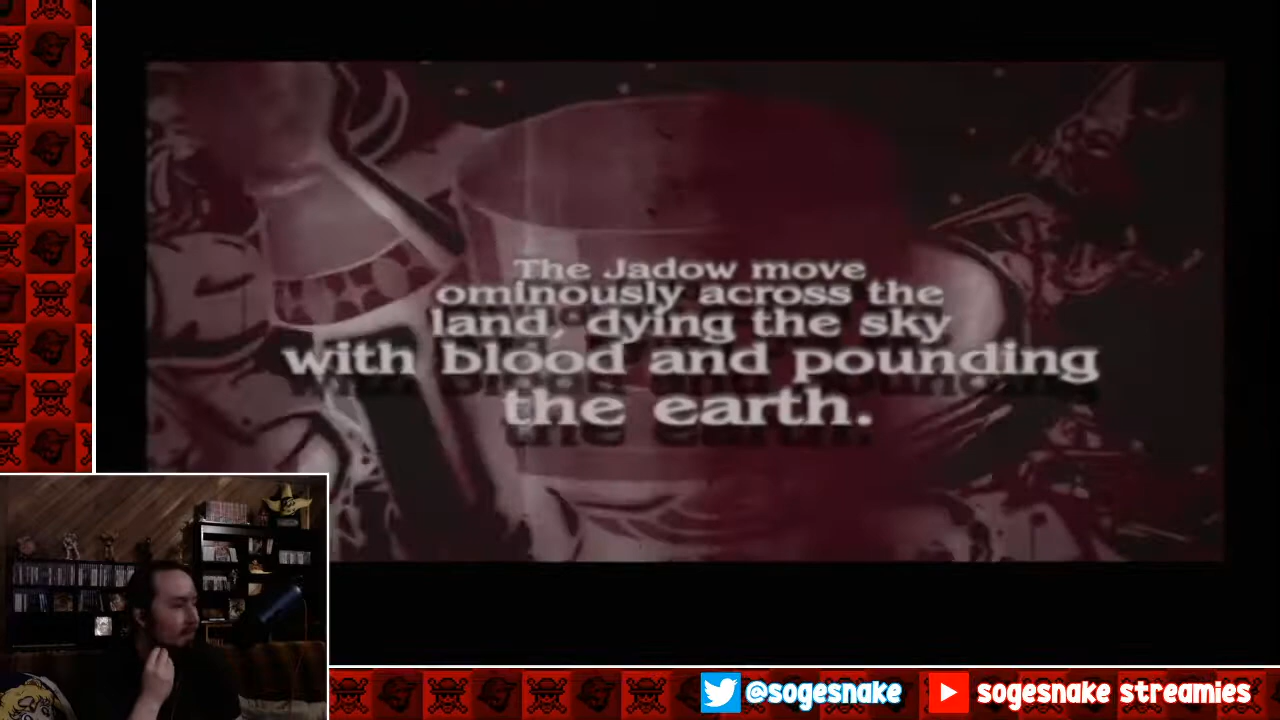 The Jadow move
ominously across the
land, dying the sky
with blood and pounding
the earth.
@sogesnake
sogesnake streamies